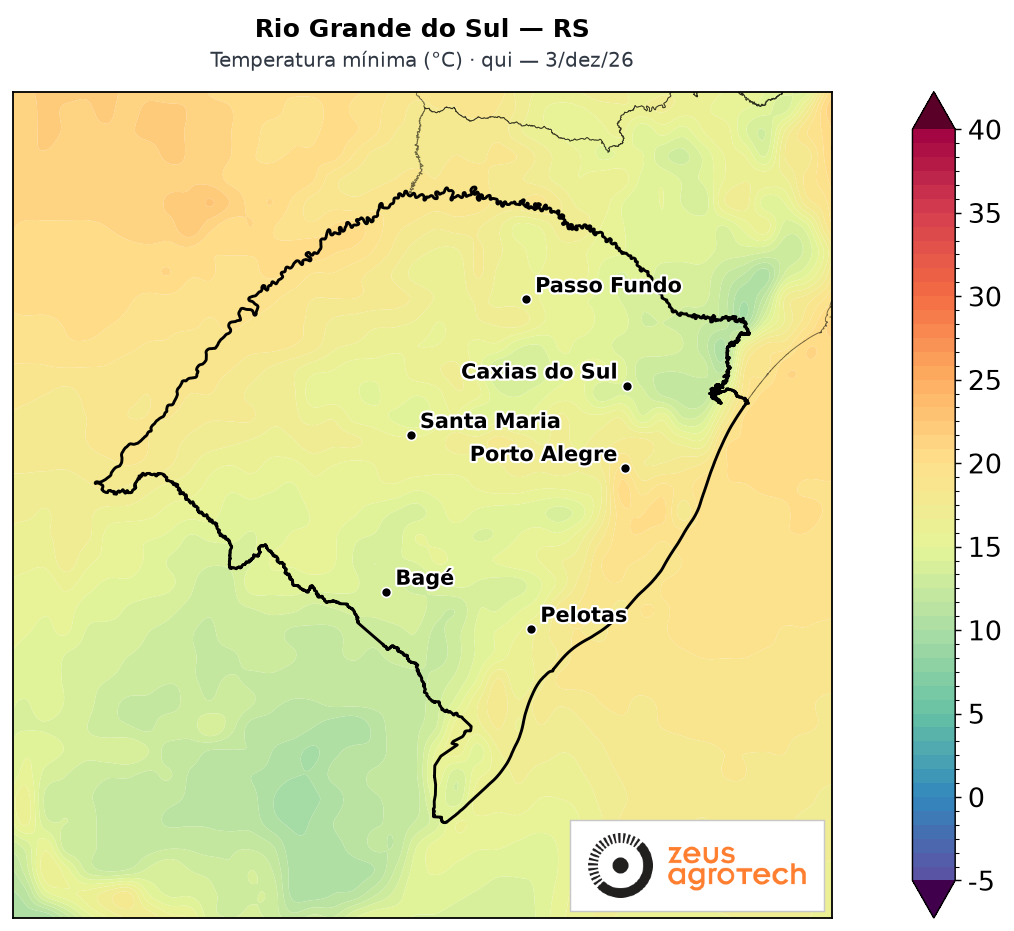 Rio Grande do Sul — RS
Temperatura mínima (°C) · qui — 3/dez/26
Passo Fundo
Caxias do Sul
Santa Maria
Porto Alegre
Bagé
Pelotas
40
35
30
25
20
15
10
5
0
-5
zeus
agrotech